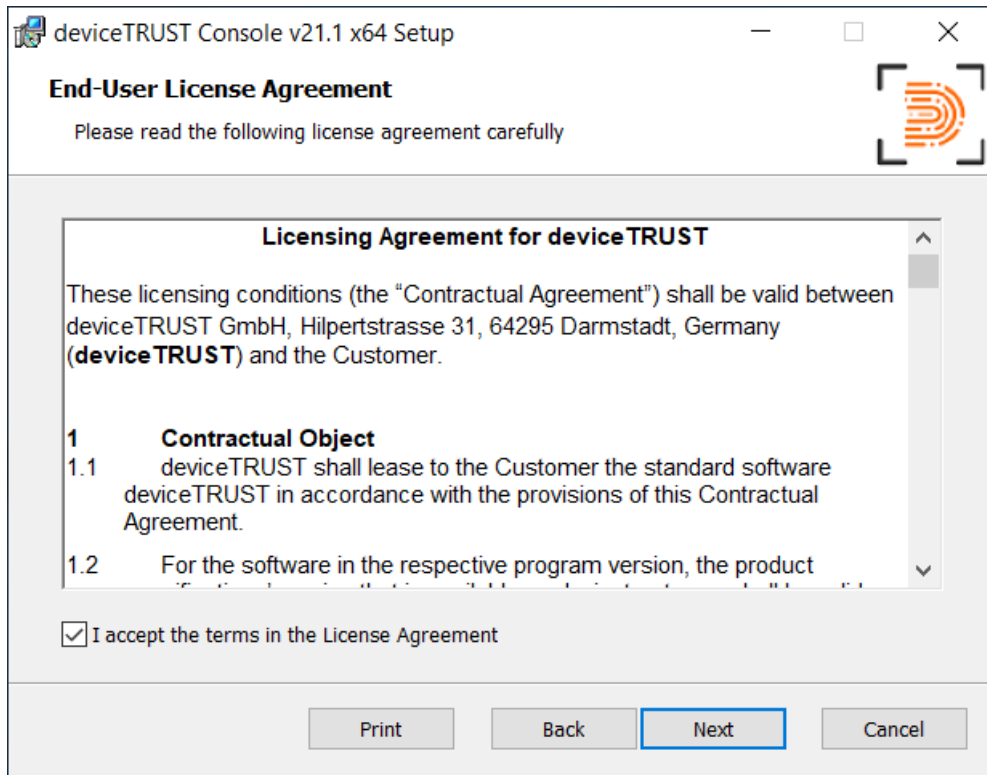 deviceTRUST Console v21.1 x64 Setup
End-User License Agreement
Please read the following license agreement carefully
Licensing Agreement for deviceTRUST
These licensing conditions (the “Contractual Agreement”) shall be valid between
deviceTRUST GmbH, Hilpertstrasse 31, 64295 Darmstadt, Germany
(deviceTRUST) and the Customer.
1 Contractual Object
1.1 deviceTRUST shall lease to the Customer the standard software
deviceTRUST in accordance with the provisions of this Contractual
Agreement.
1.2 For the software in the respective program version, the product
I accept the terms in the License Agreement
Print Back Next Cancel